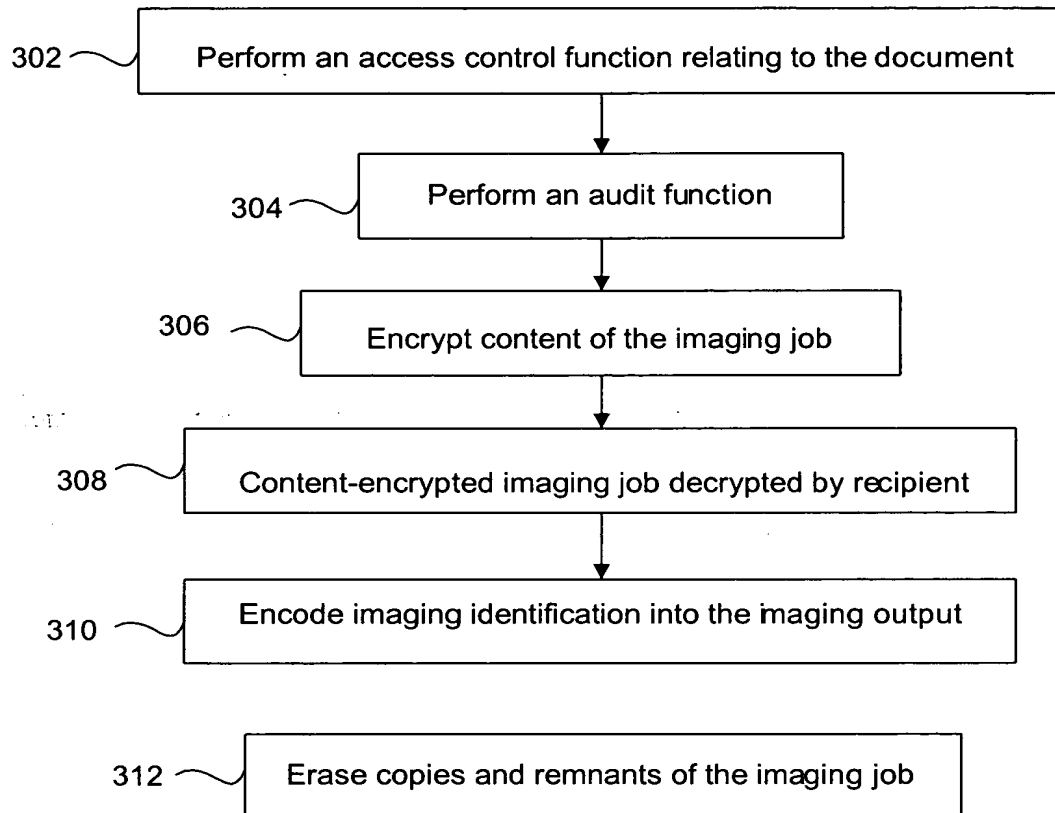 302 Perform an access control function relating to the document
304 Perform an audit function
306 Encrypt content of the imaging job
308 Content-encrypted imaging job decrypted by recipient
310 Encode imaging identification into the imaging output
312 Erase copies and remnants of the imaging job